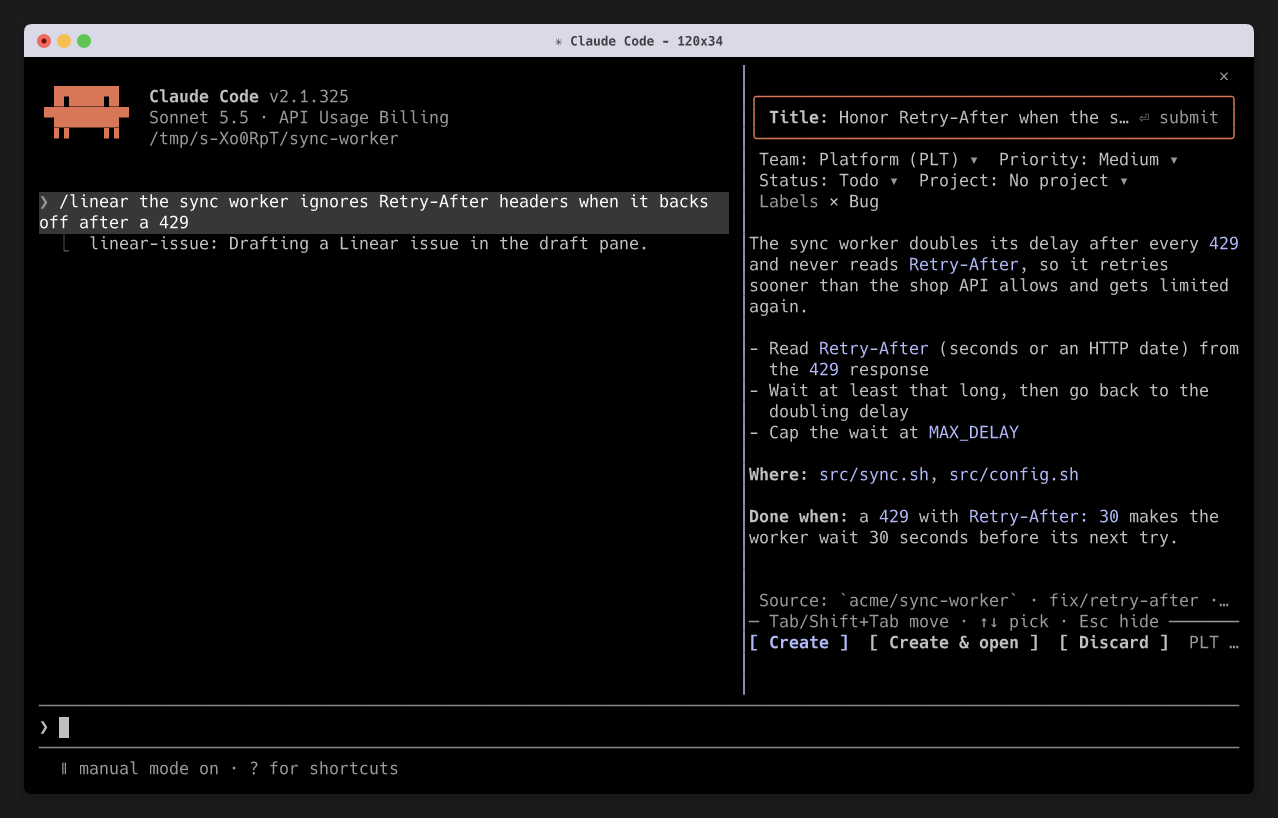 ✳ Claude Code – 120x34
Claude Code v2.1.325
Sonnet 5.5 · API Usage Billing
/tmp/s-Xo0RpT/sync-worker
❯ /linear the sync worker ignores Retry-After headers when it backs
off after a 429
linear-issue: Drafting a Linear issue in the draft pane.
×
Title: Honor Retry-After when the s… ⏎ submit
Team: Platform (PLT) ▾ Priority: Medium ▾
Status: Todo ▾ Project: No project ▾
Labels × Bug
The sync worker doubles its delay after every 429
and never reads Retry-After, so it retries
sooner than the shop API allows and gets limited
again.
- Read Retry-After (seconds or an HTTP date) from
the 429 response
- Wait at least that long, then go back to the
doubling delay
- Cap the wait at MAX_DELAY
Where: src/sync.sh, src/config.sh
Done when: a 429 with Retry-After: 30 makes the
worker wait 30 seconds before its next try.
Source: `acme/sync-worker` · fix/retry-after ·…
Tab/Shift+Tab move · ↑↓ pick · Esc hide
[ Create ] [ Create & open ] [ Discard ] PLT …
❯
⏸ manual mode on · ? for shortcuts